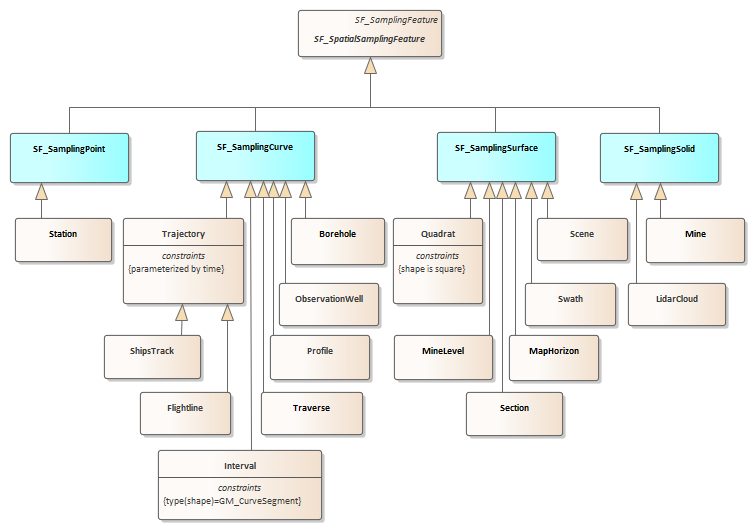 SF_SamplingFeature
SF_SpatialSamplingFeature
SF_SamplingPoint
SF_SamplingCurve
SF_SamplingSurface
SF_SamplingSolid
Station
Trajectory
constraints
{parameterized by time}
Borehole
Quadrat
constraints
{shape is square}
Scene
Mine
ObservationWell
Swath
LidarCloud
ShipsTrack
Profile
MineLevel
MapHorizon
Flightline
Traverse
Section
Interval
constraints
{type(shape)=GM_CurveSegment}